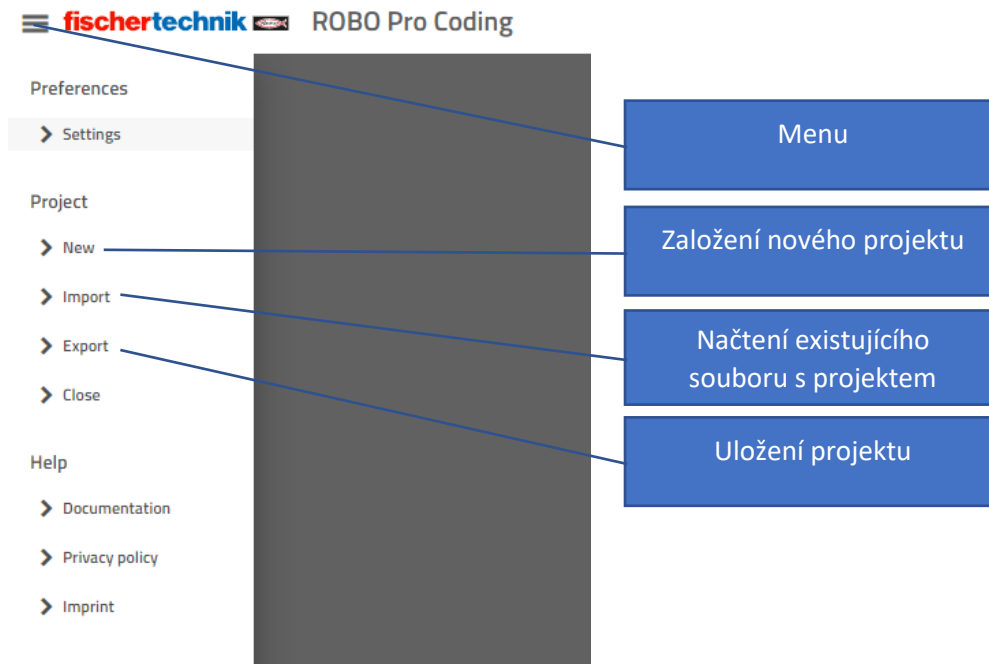 fischertechnik ROBO Pro Coding
Preferences
Settings
Project
New
Import
Export
Close
Help
Documentation
Privacy policy
Imprint
Menu
Založení nového projektu
Načtení existujícího
souboru s projektem
Uložení projektu